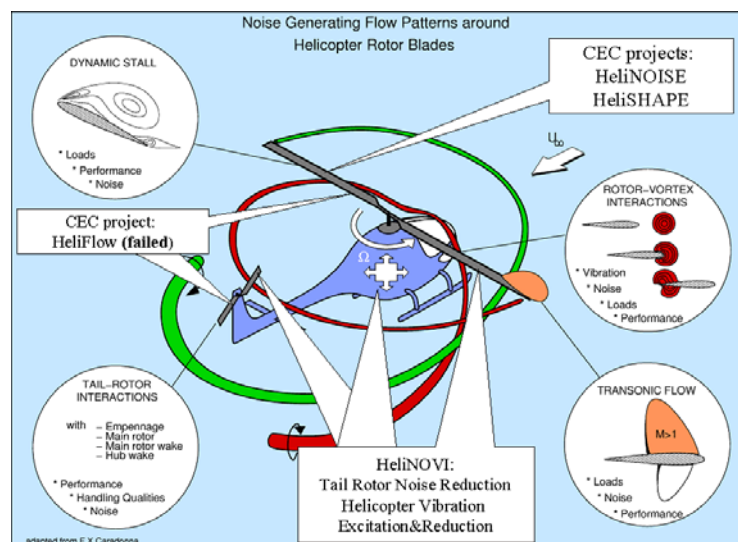 Noise Generating Flow Patterns around
Helicopter Rotor Blades
DYNAMIC STALL
* Loads
* Performance
* Noise
CEC projects:
HeliNOISE
HeliSHAPE
U∞
CEC project:
HeliFlow (failed)
Ω
ROTOR-VORTEX
INTERACTIONS
* Vibration
* Noise
* Loads
* Performance
TAIL-ROTOR
INTERACTIONS
with – Empennage
– Main rotor
– Main rotor wake
– Hub wake
* Performance
* Handling Qualities
* Noise
HeliNOVI:
Tail Rotor Noise Reduction
Helicopter Vibration
Excitation&Reduction
TRANSONIC FLOW
M>1
* Loads
* Noise
* Performance
adapted from F.X.Caradonna